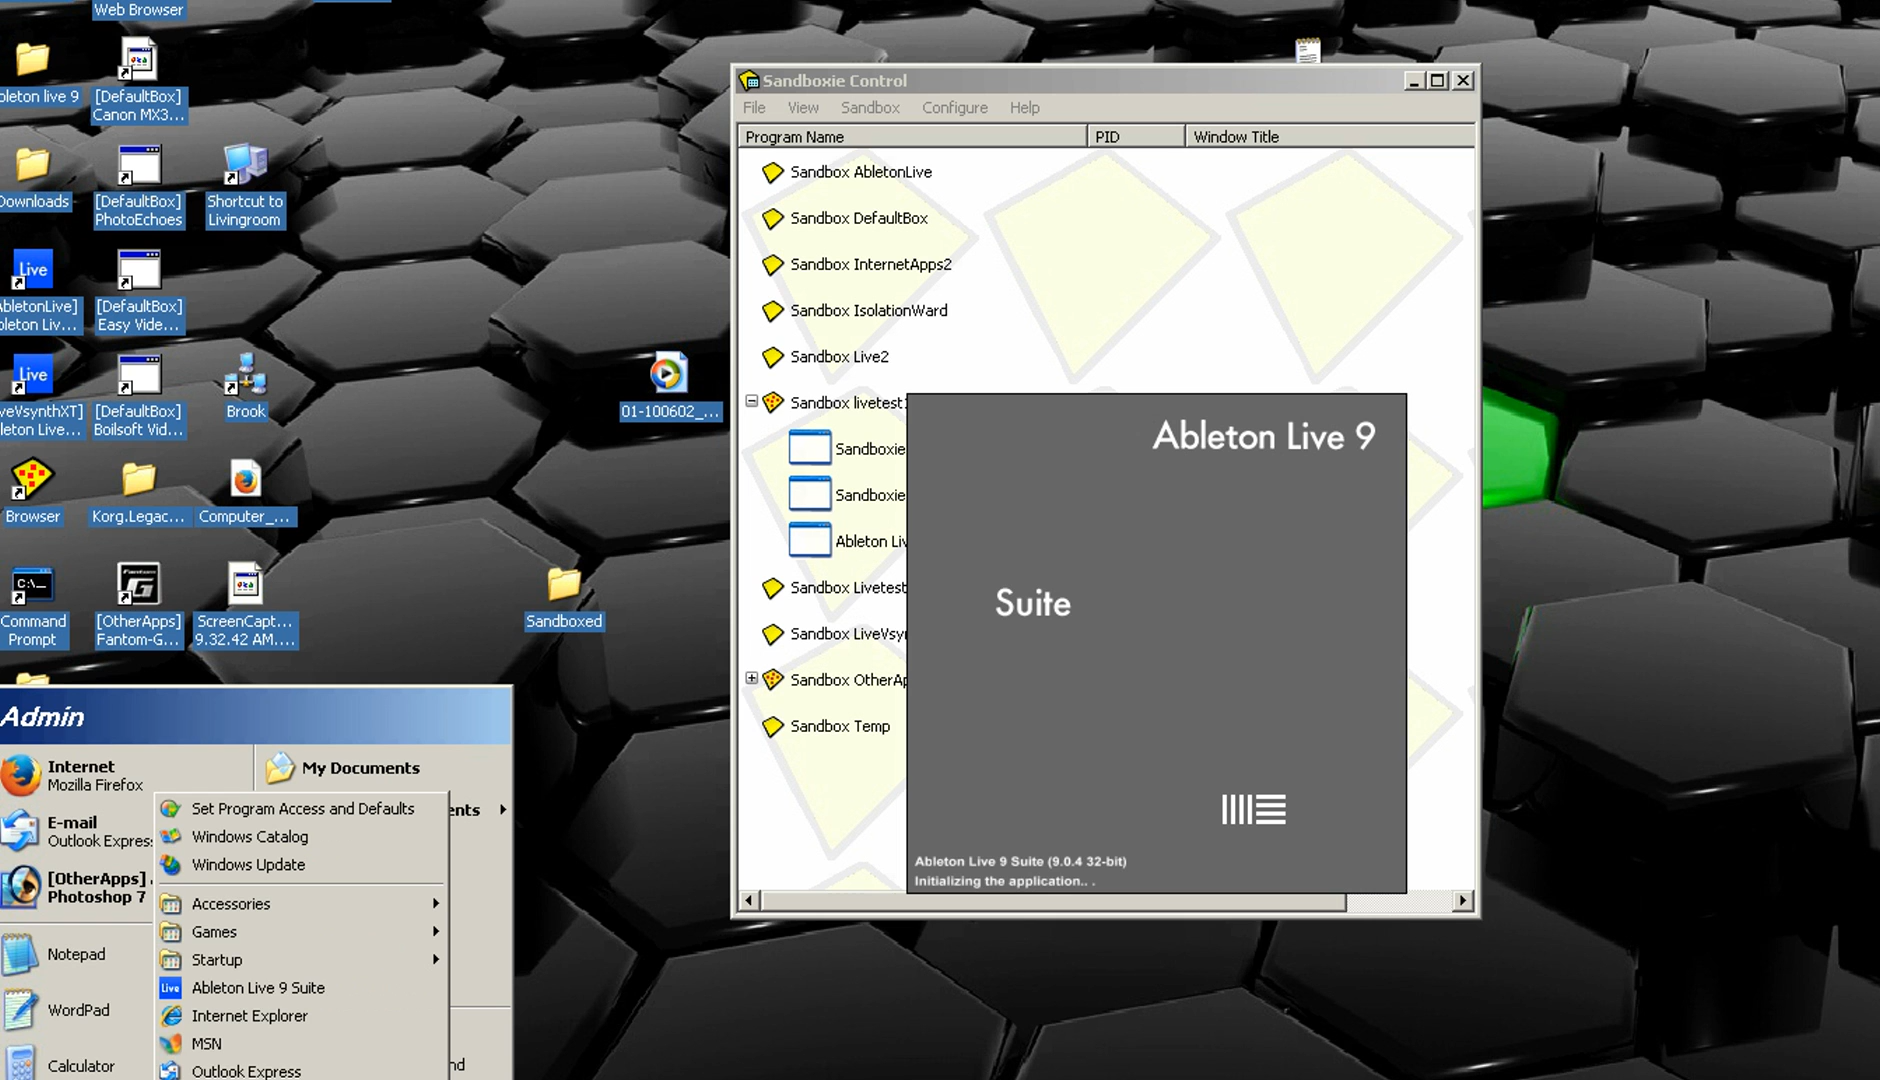 Web Browser
bleton live 9
[DefaultBox]
Canon MX3...
Downloads
[DefaultBox]
PhotoEchoes
Shortcut to
Livingroom
Live
AbletonLive]
bleton Liv...
[DefaultBox]
Easy Vide...
Live
veVsynthXT]
leton Live...
[DefaultBox]
Boilsoft Vid...
Brook
01-100602_...
Browser
Korg.Legac...
Computer_...
C:\_
Command
Prompt
[OtherApps]
Fantom-G...
ScreenCapt...
9.32.42 AM....
Sandboxed
Sandboxie Control
File View Sandbox Configure Help
Program Name PID Window Title
Sandbox AbletonLive
Sandbox DefaultBox
Sandbox InternetApps2
Sandbox IsolationWard
Sandbox Live2
Sandbox livetest
Sandboxie
Sandboxie
Ableton Liv
Sandbox Livetest
Sandbox LiveVsy
Sandbox OtherAp
Sandbox Temp
Ableton Live 9
Suite
Ableton Live 9 Suite (9.0.4 32-bit)
Initializing the application.. .
Admin
Internet
Mozilla Firefox
E-mail
Outlook Express
[OtherApps]
Photoshop 7
Notepad
WordPad
Calculator
My Documents
ents
nd
Set Program Access and Defaults
Windows Catalog
Windows Update
Accessories
Games
Startup
Live Ableton Live 9 Suite
Internet Explorer
MSN
Outlook Express